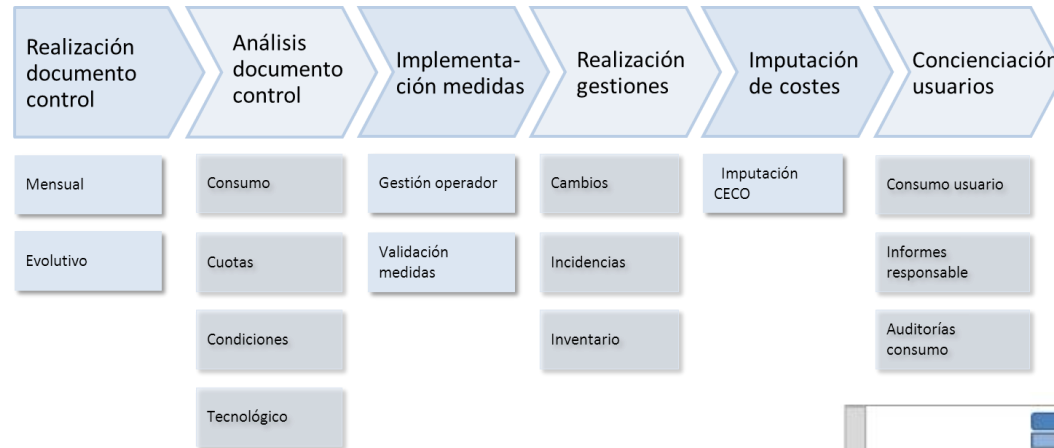 Realización
documento
control
Análisis
documento
control
Implementa-
ción medidas
Realización
gestiones
Imputación
de costes
Concienciación
usuarios
Mensual
Evolutivo
Consumo
Cuotas
Condiciones
Tecnológico
Gestión operador
Validación
medidas
Cambios
Incidencias
Inventario
Imputación
CECO
Consumo usuario
Informes
responsable
Auditorías
consumo